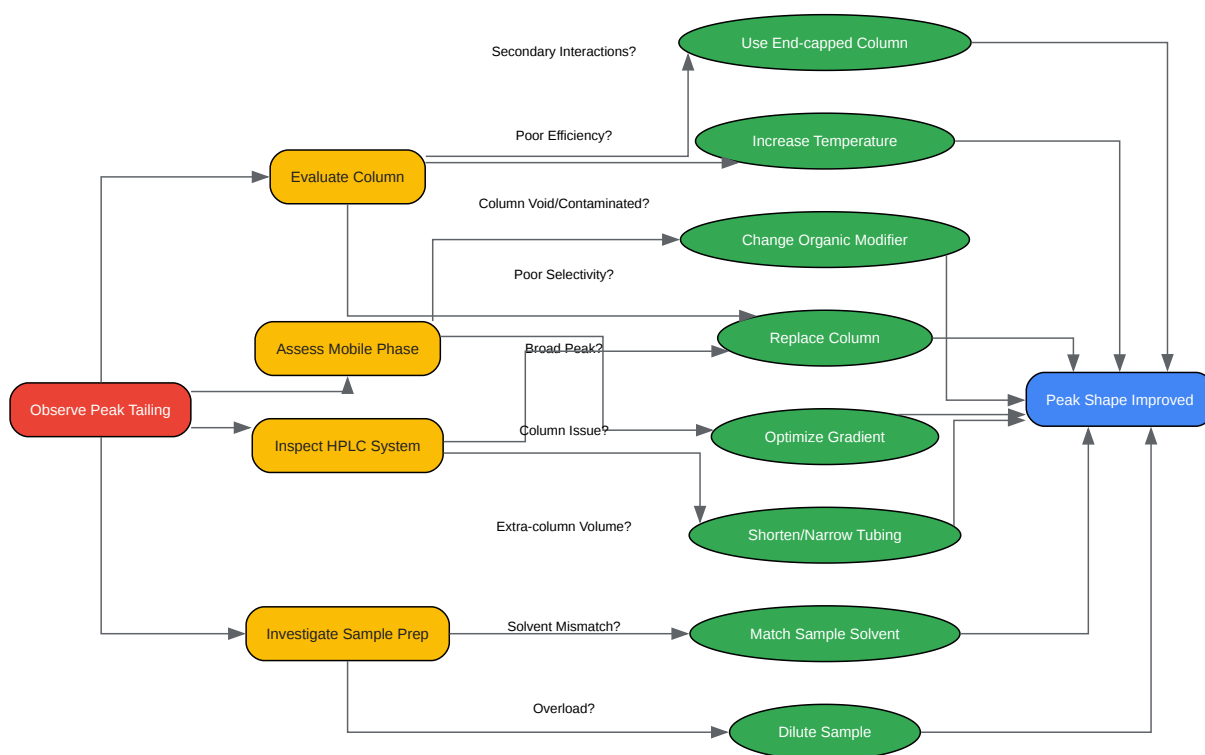 Use End-capped Column
Secondary Interactions?
Poor Efficiency?
Increase Temperature
Evaluate Column
Column Void/Contaminated?
Change Organic Modifier
Poor Selectivity?
Replace Column
Assess Mobile Phase
Broad Peak?
Observe Peak Tailing
Peak Shape Improved
Inspect HPLC System
Column Issue?
Optimize Gradient
Extra-column Volume?
Shorten/Narrow Tubing
Investigate Sample Prep
Solvent Mismatch?
Match Sample Solvent
Overload?
Dilute Sample